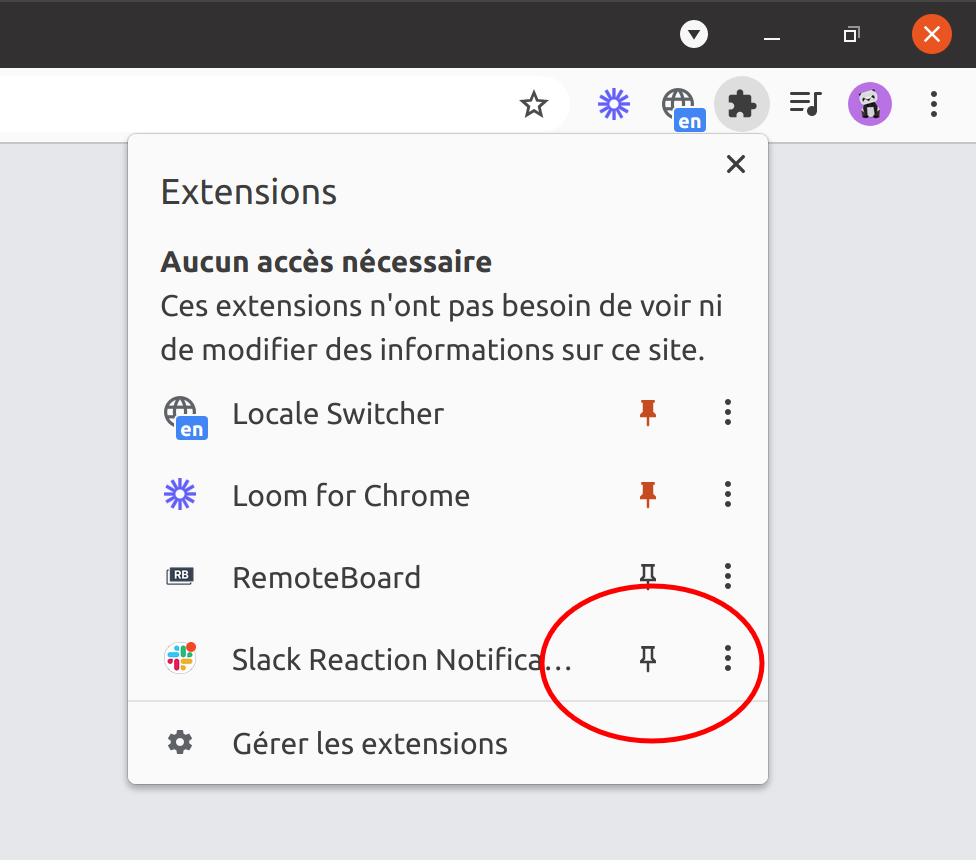 en
Extensions
Aucun accès nécessaire
Ces extensions n'ont pas besoin de voir ni
de modifier des informations sur ce site.
en
Locale Switcher
Loom for Chrome
RB
RemoteBoard
Slack Reaction Notifica...
Gérer les extensions